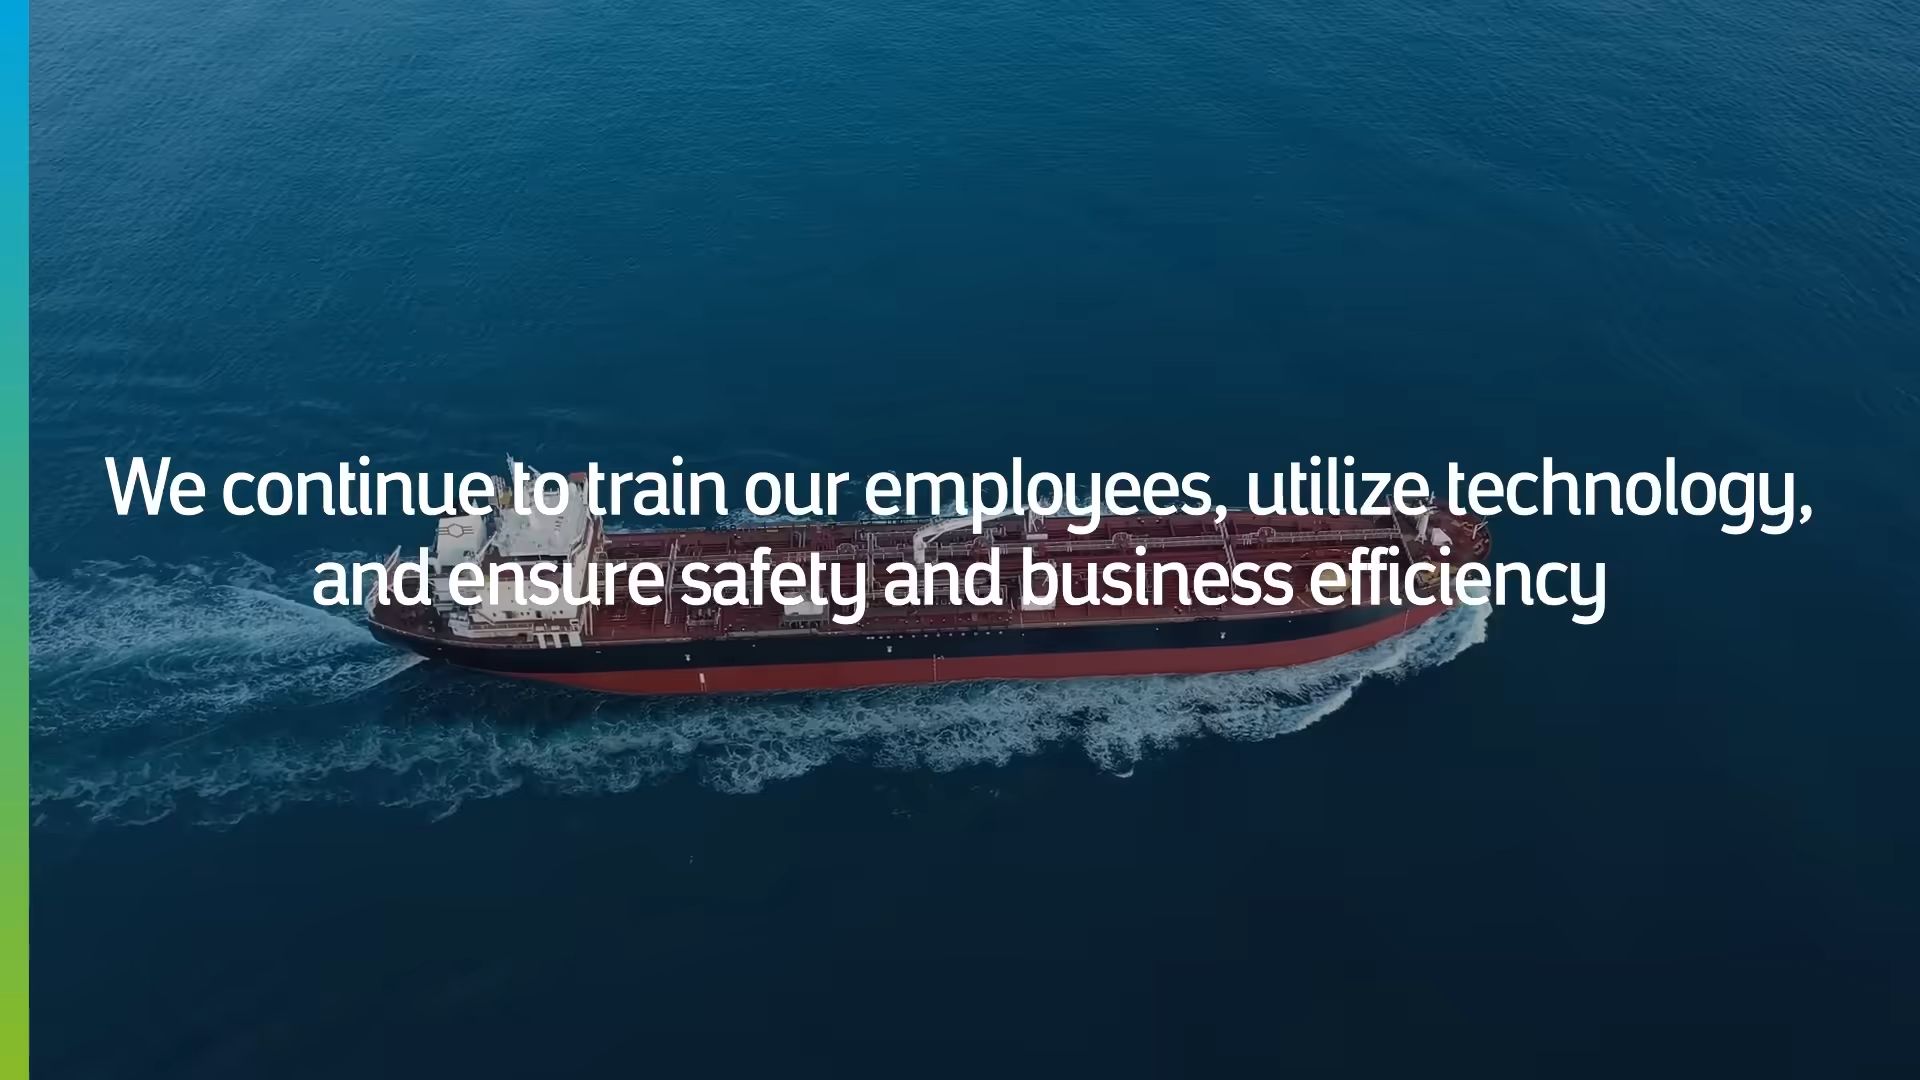 We continue to train our employees, utilize technology,
and ensure safety and business efficiency